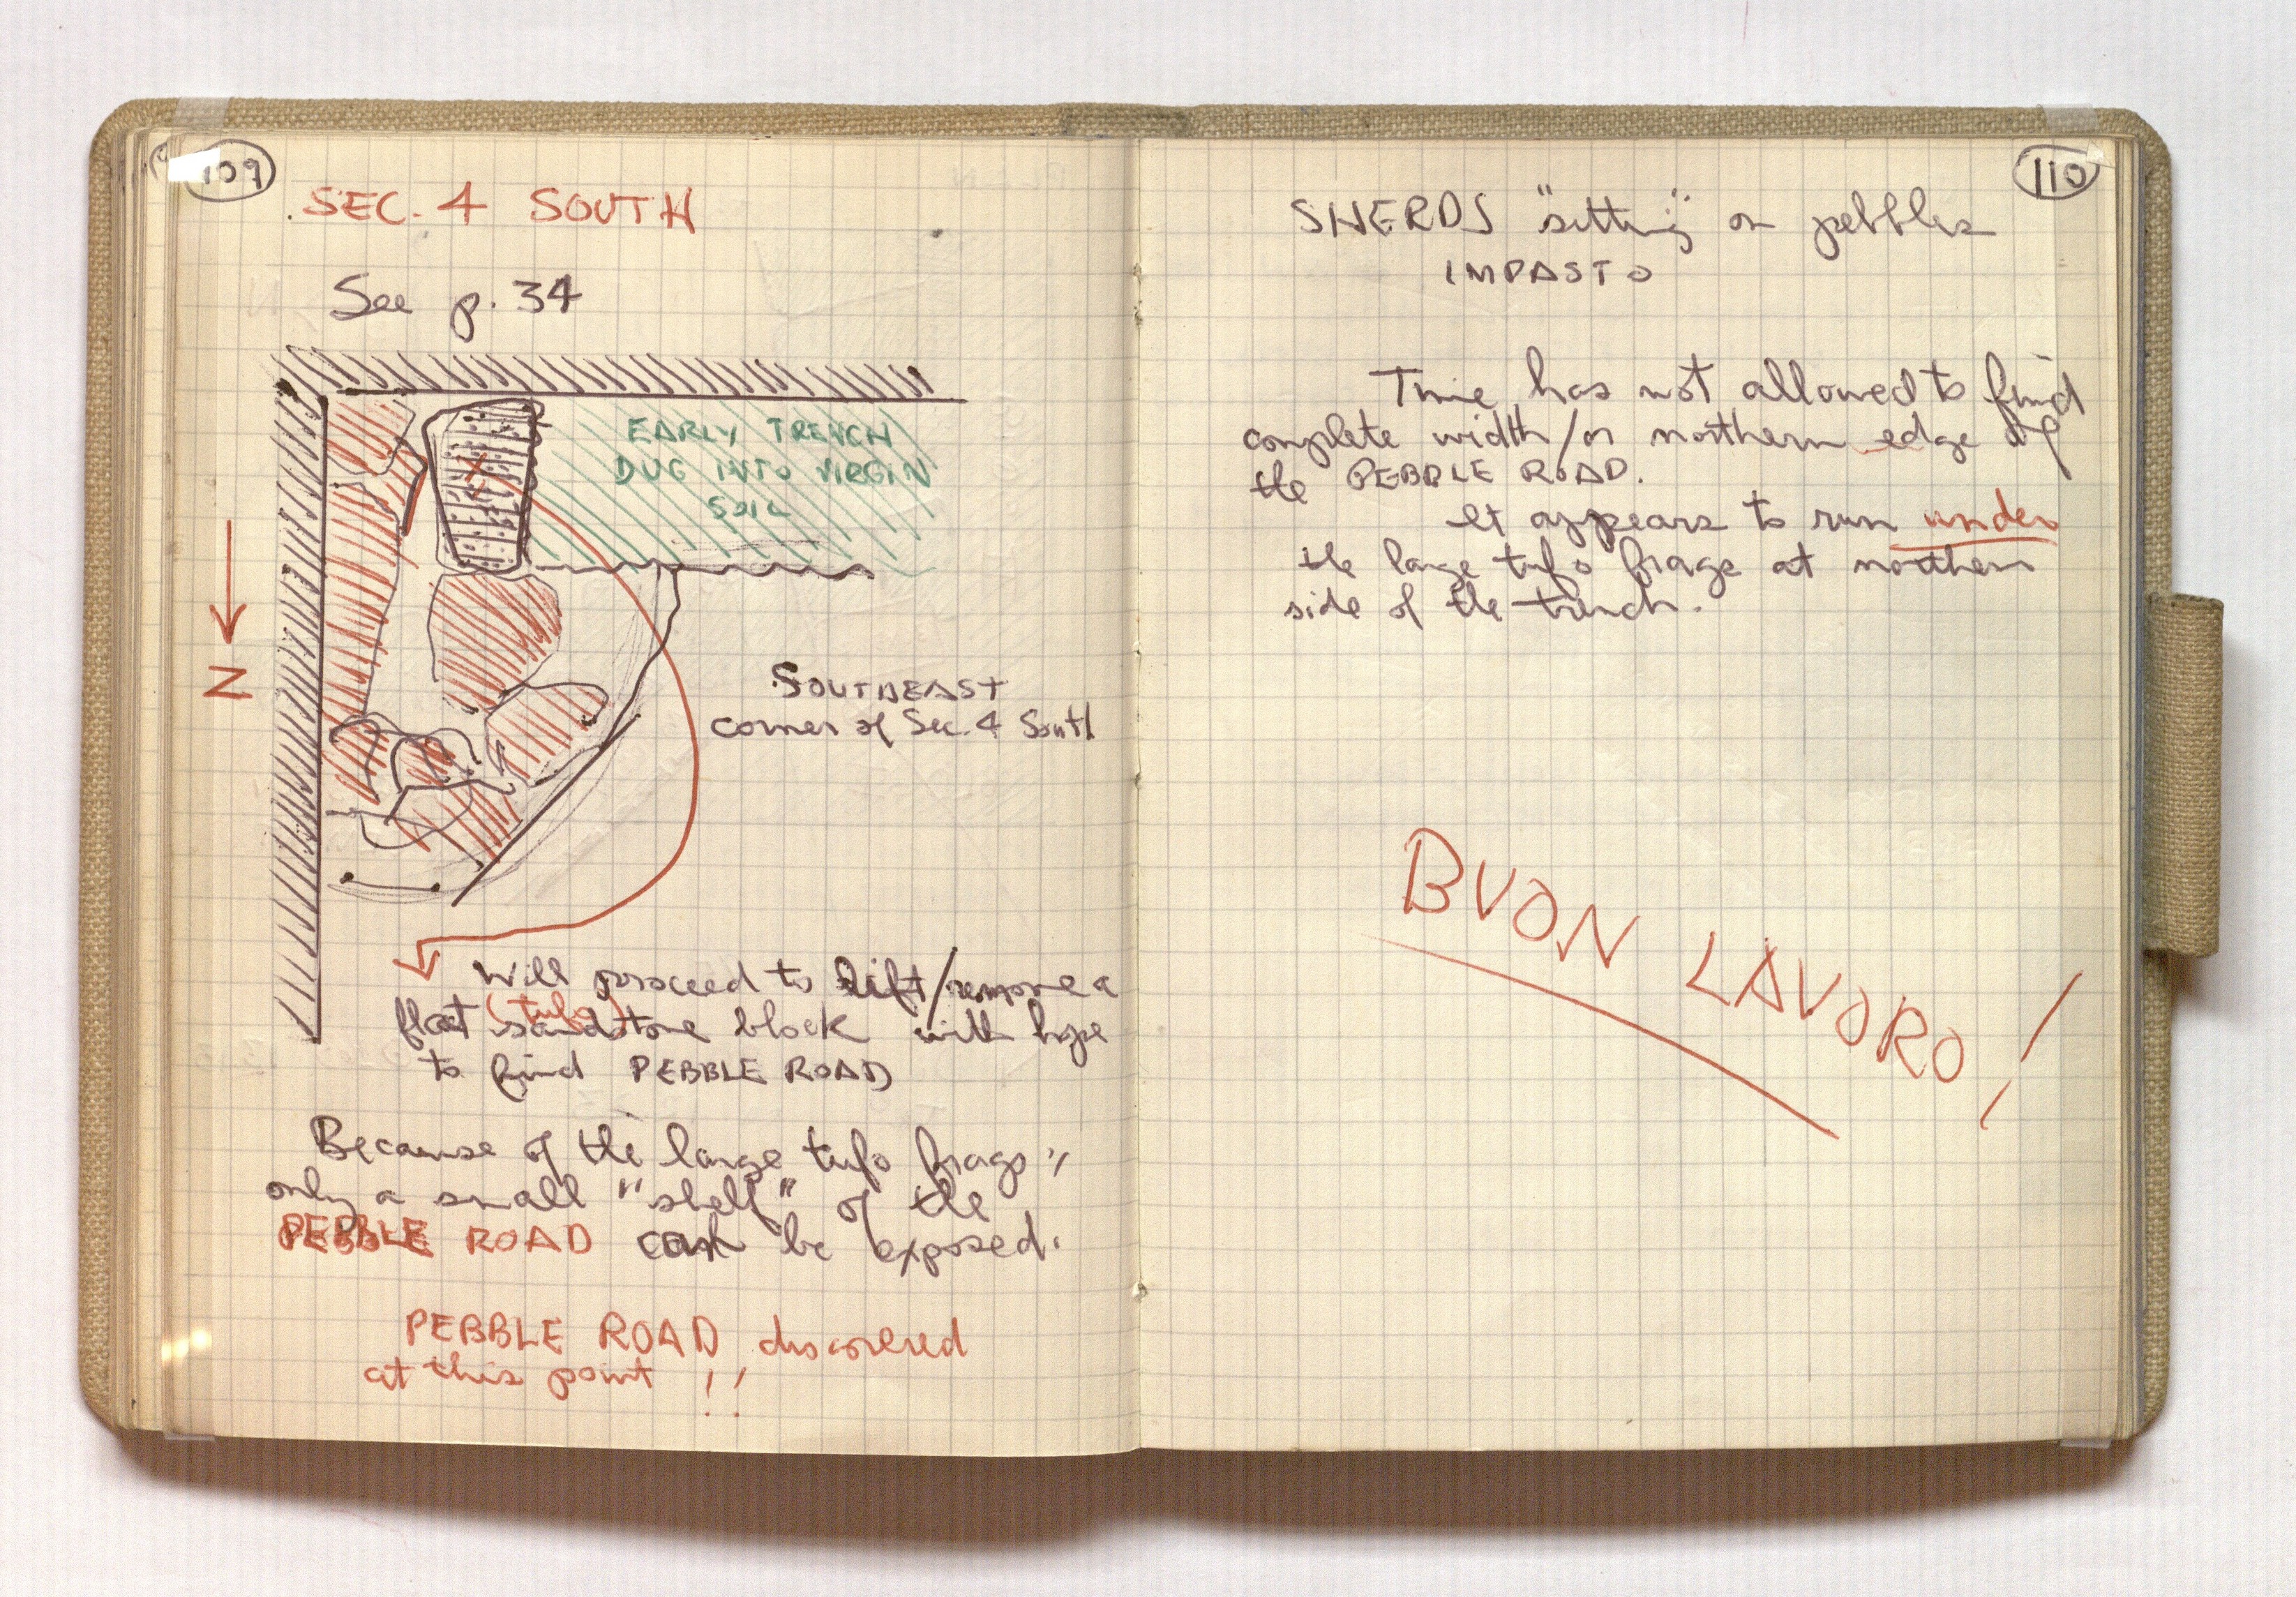 109
SEC. 4 SOUTH
See p. 34
EARLY TRENCH
DUG INTO VIRGIN
SOIL
N
SOUTHEAST
corner of Sec. 4 South
Will proceed to lift/remove a
(tufo)
flat sandstone block with hope
to find PEBBLE ROAD
Because of the large tufo frags,
only a small "shelf" of the
PEBBLE ROAD can be exposed.
PEBBLE ROAD discovered
at this point !!
110
SHERDS "sitting" on pebbles
IMPASTO
Time has not allowed to find
complete width/or northern edge of
the PEBBLE ROAD.
It appears to run under
the large tufo frags at northern
side of the trench.
BUON LAVORO!